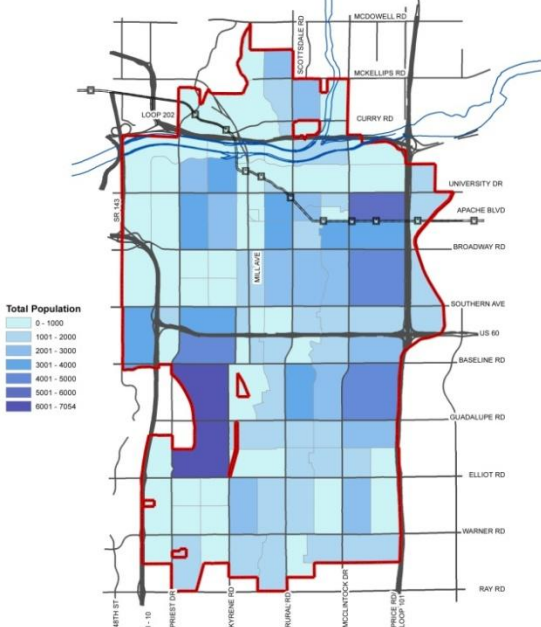 MCDOWELL RD
SCOTTSDALE RD
MCKELLIPS RD
LOOP 202
CURRY RD
UNIVERSITY DR
SR 143
APACHE BLVD
MILL AVE
BROADWAY RD
SOUTHERN AVE
US 60
BASELINE RD
GUADALUPE RD
ELLIOT RD
WARNER RD
RAY RD
48TH ST
I - 10
PRIEST DR
KYRENE RD
RURAL RD
MCCLINTOCK DR
PRICE RD
LOOP 101
Total Population
0 - 1000
1001 - 2000
2001 - 3000
3001 - 4000
4001 - 5000
5001 - 6000
6001 - 7054